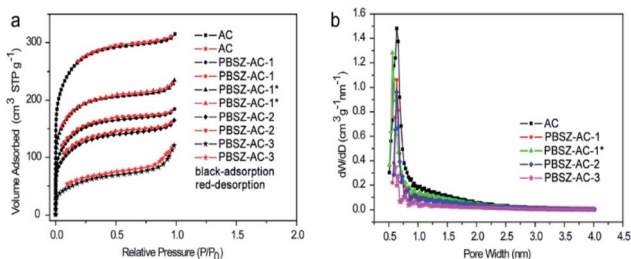 a
Volume Adsorbed (cm³ STP g⁻¹)
300
200
100
0
0.0 0.5 1.0 1.5 2.0
Relative Pressure (P/P₀)
AC
AC
PBSZ-AC-1
PBSZ-AC-1
PBSZ-AC-1*
PBSZ-AC-1*
PBSZ-AC-2
PBSZ-AC-2
PBSZ-AC-3
PBSZ-AC-3
black-adsorption
red-desorption
b
dW/dD (cm³g⁻¹nm⁻¹)
1.6
1.4
1.2
1.0
0.8
0.6
0.4
0.2
0.0
0.0 0.5 1.0 1.5 2.0 2.5 3.0 3.5 4.0 4.5
Pore Width (nm)
AC
PBSZ-AC-1
PBSZ-AC-1*
PBSZ-AC-2
PBSZ-AC-3